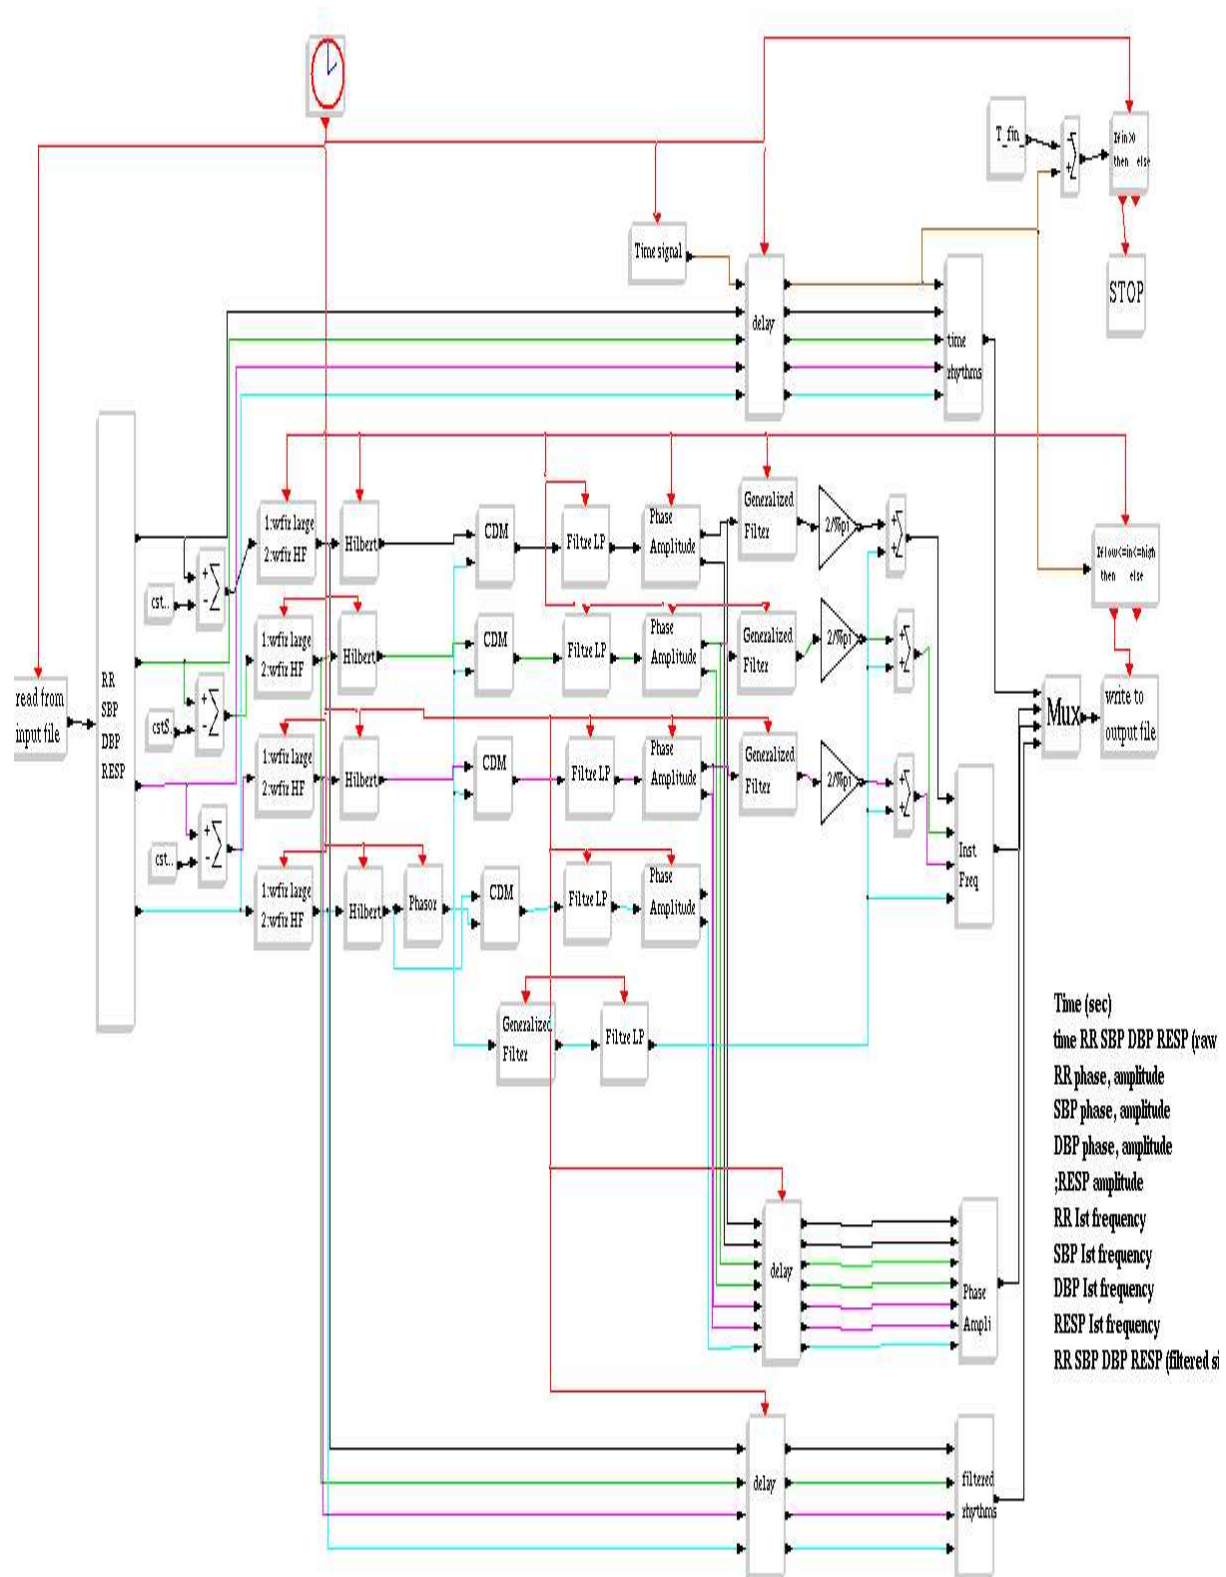 T_fin_
-
+
Σ
If in>0
then else
Time signal
STOP
delay
time
rhythms
1:wfir large
2:wfir HF
Hilbert
CDM
Filtre LP
Phase
Amplitude
Generalized
Filter
2/%pi
+
+
Σ
If low<=in<=high
then else
cst...
+
-
Σ
1:wfir large
2:wfir HF
Hilbert
CDM
Filtre LP
Phase
Amplitude
Generalized
Filter
2/%pi
+
+
Σ
read from
input file
RR
SBP
DBP
RESP
cstS.
+
-
Σ
Mux
write to
output file
1:wfir large
2:wfir HF
Hilbert
CDM
Filtre LP
Phase
Amplitude
Generalized
Filter
2/%pi
+
+
Σ
cst...
+
-
Σ
Inst
Freq
1:wfir large
2:wfir HF
Hilbert
Phasor
CDM
Filtre LP
Phase
Amplitude
Generalized
Filter
Filtre LP
Time (sec)
time RR SBP DBP RESP (raw
RR phase, amplitude
SBP phase, amplitude
DBP phase, amplitude
;RESP amplitude
RR Ist frequency
SBP Ist frequency
DBP Ist frequency
RESP Ist frequency
RR SBP DBP RESP (filtered si
delay
Phase
Ampli
delay
filtered
rhythms